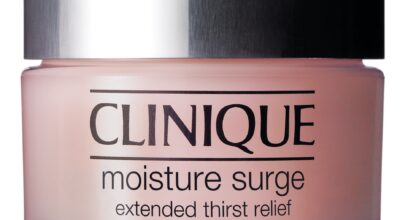 CLINIQUE
moisture surge
extended thirst relief